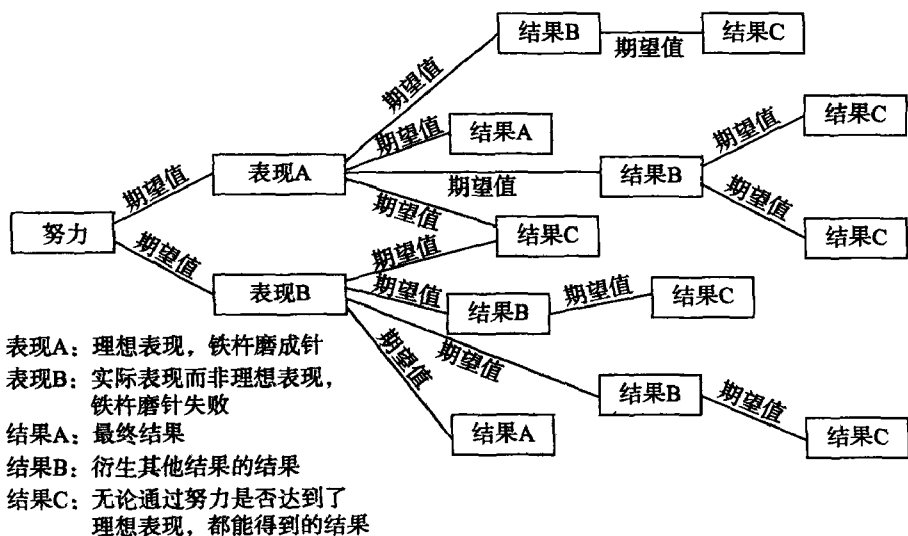 结果B
期望值
结果C
期望值
期望值
结果A
期望值
结果C
表现A
期望值
结果B
期望值
期望值
期望值
结果C
努力
结果C
期望值
期望值
表现B
期望值
结果B
期望值
结果C
期望值
期望值
结果B
期望值
结果C
结果A
表现A：理想表现，铁杵磨成针
表现B：实际表现而非理想表现，
铁杵磨针失败
结果A：最终结果
结果B：衍生其他结果的结果
结果C：无论通过努力是否达到了
理想表现，都能得到的结果